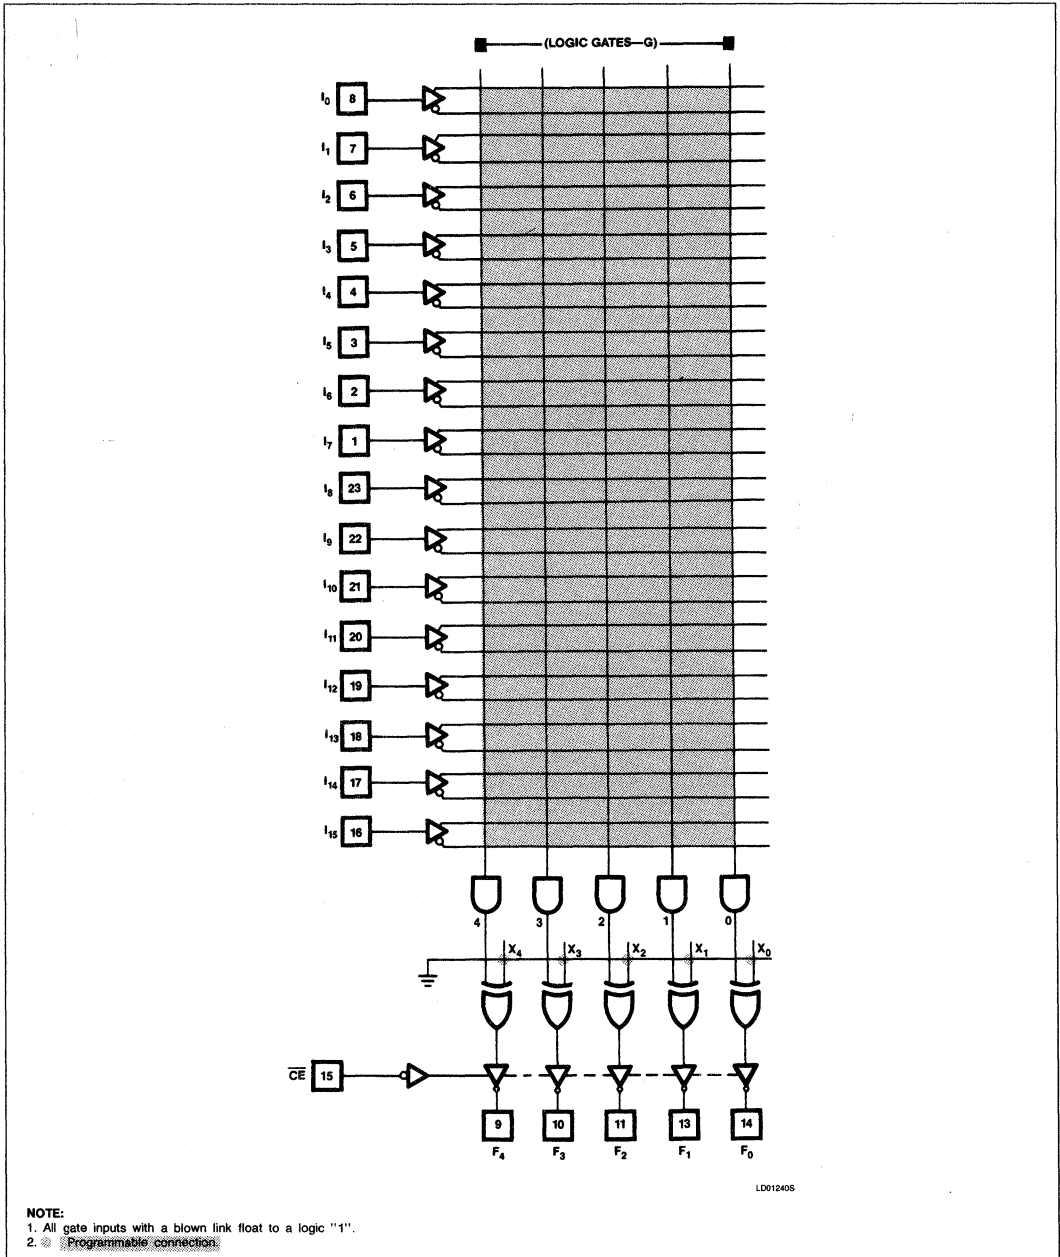 (LOGIC GATES—G)
I0 8
I1 7
I2 6
I3 5
I4 4
I5 3
I6 2
I7 1
I8 23
I9 22
I10 21
I11 20
I12 19
I13 18
I14 17
I15 16
4 3 2 1 0
X4 X3 X2 X1 X0
CE 15
9 10 11 13 14
F4 F3 F2 F1 F0
LD01240S
NOTE:
1. All gate inputs with a blown link float to a logic "1".
2. Programmable connection.